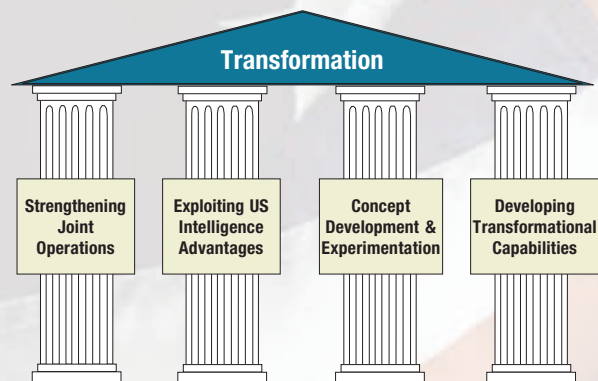 Transformation
Strengthening
Joint
Operations
Exploiting US
Intelligence
Advantages
Concept
Development &
Experimentation
Developing
Transformational
Capabilities